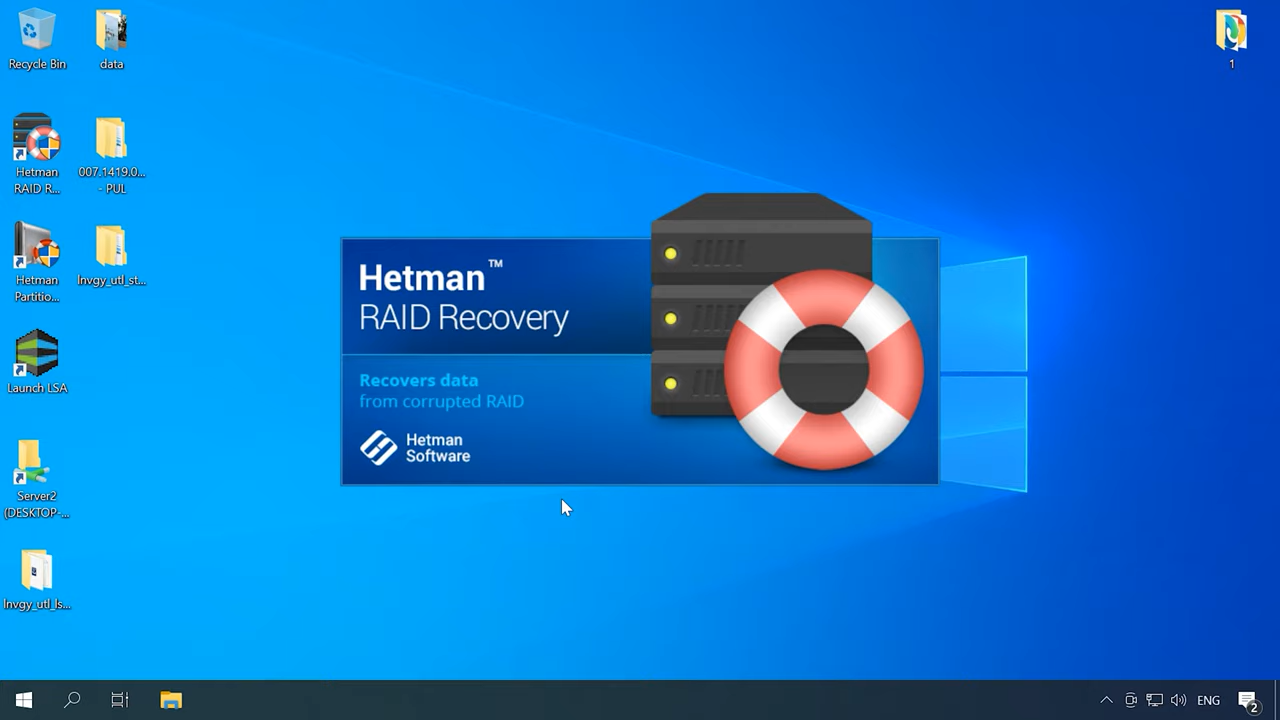 Recycle Bin
data
1
Hetman
RAID R...
007.1419.0...
- PUL
Hetman
Partitio...
lnvgy_utl_st...
Launch LSA
Server2
(DESKTOP-...
lnvgy_utl_ls...
Hetman™
RAID Recovery
Recovers data
from corrupted RAID
Hetman
Software
ENG
2